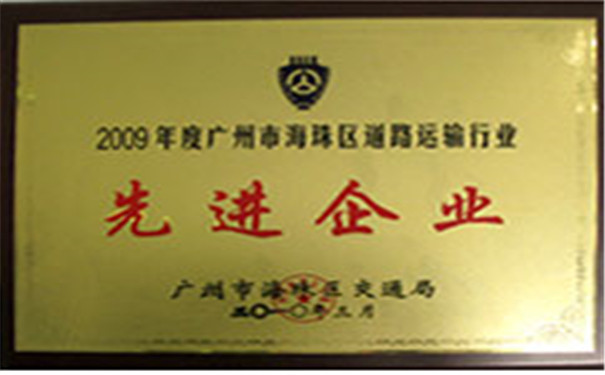 2009年度广州市海珠区道路运输行业
先进企业
广州市海珠区交通局
二〇一〇年三月